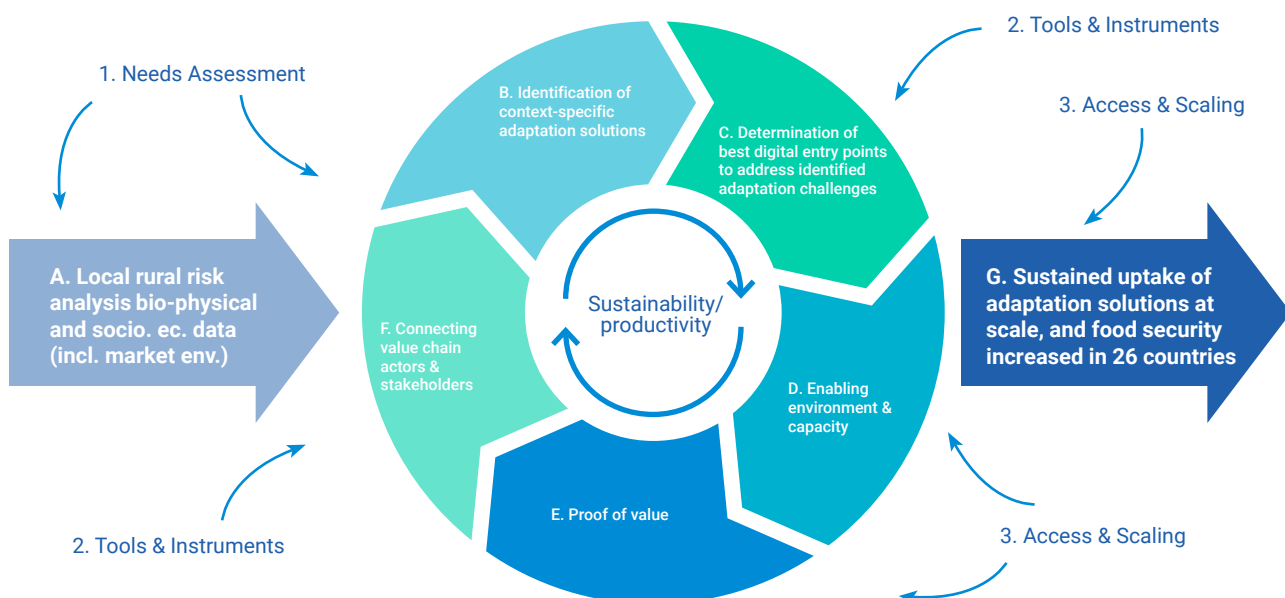 2. Tools & Instruments
1. Needs Assessment
3. Access & Scaling
B. Identification of
context-specific
adaptation solutions
C. Determination of
best digital entry points
to address identified
adaptation challenges
A. Local rural risk
analysis bio-physical
and socio. ec. data
(incl. market env.)
F. Connecting
value chain
actors &
stakeholders
Sustainability/
productivity
G. Sustained uptake of
adaptation solutions at
scale, and food security
increased in 26 countries
D. Enabling
environment &
capacity
E. Proof of value
2. Tools & Instruments
3. Access & Scaling